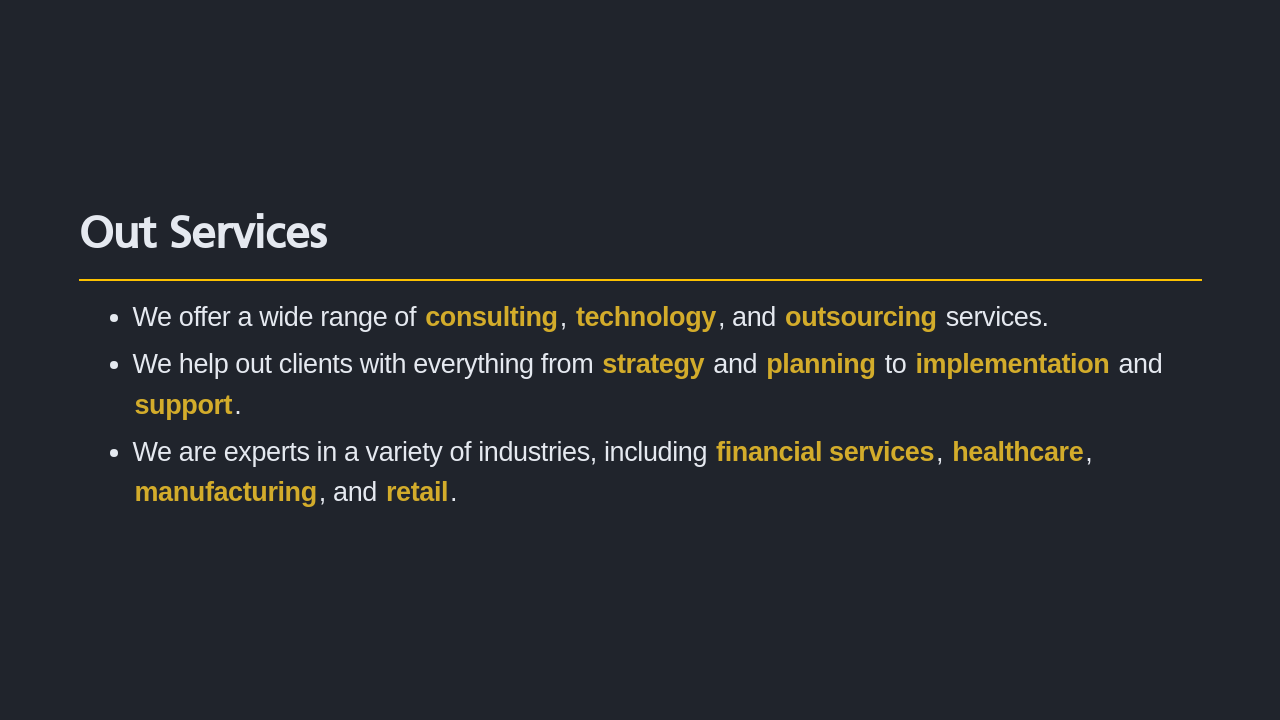 Out Services
• We offer a wide range of consulting, technology, and outsourcing services.
• We help out clients with everything from strategy and planning to implementation and
support.
• We are experts in a variety of industries, including financial services, healthcare,
manufacturing, and retail.